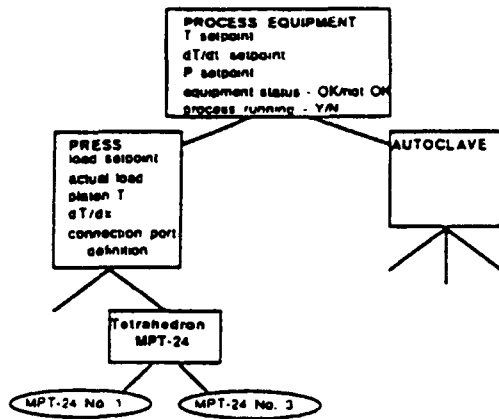 PROCESS EQUIPMENT
T setpoint
dT/dt setpoint
P setpoint
equipment status - OK/not OK
process running - Y/N
PRESS
load setpoint
actual load
platen T
dT/dt
connection port
definition
AUTOCLAVE
Tetrahedron
MPT-24
MPT-24 No. 1
MPT-24 No. 3